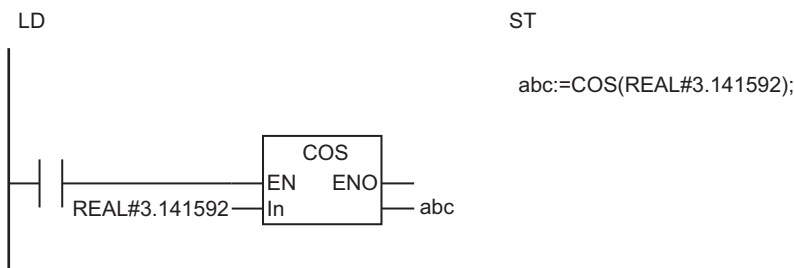 LD
ST
abc:=COS(REAL#3.141592);
COS
EN ENO
REAL#3.141592 In abc